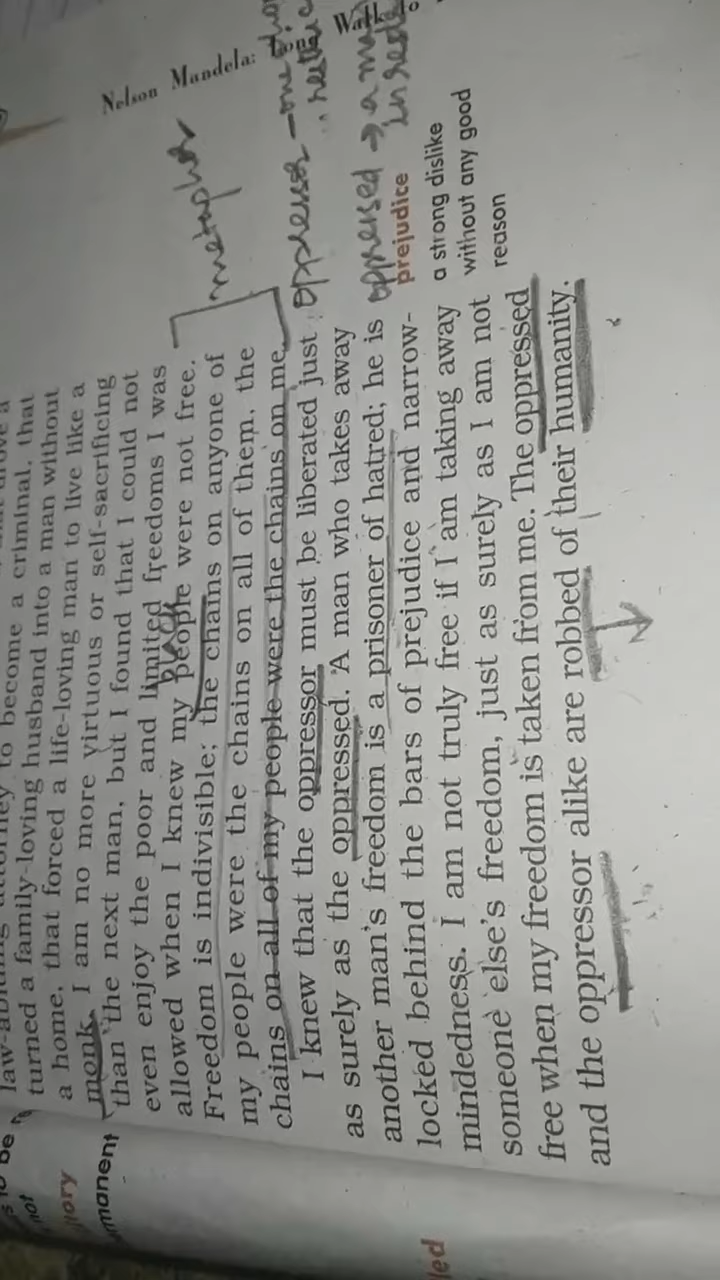 Nelson Mandela: Long Walk to
metaphor
oppressor -
oppressed →
prejudice
a strong dislike
without any good
reason
to become a criminal, that
turned a family-loving husband into a man without
a home, that forced a life-loving man to live like a
monk. I am no more virtuous or self-sacrificing
than the next man, but I found that I could not
even enjoy the poor and limited freedoms I was
allowed when I knew my people were not free.
black
Freedom is indivisible; the chains on anyone of
my people were the chains on all of them, the
chains on all of my people were the chains on me.
I knew that the oppressor must be liberated just
as surely as the oppressed. A man who takes away
another man's freedom is a prisoner of hatred; he is
locked behind the bars of prejudice and narrow-
mindedness. I am not truly free if I am taking away
someone else's freedom, just as surely as I am not
free when my freedom is taken from me. The oppressed
and the oppressor alike are robbed of their humanity.